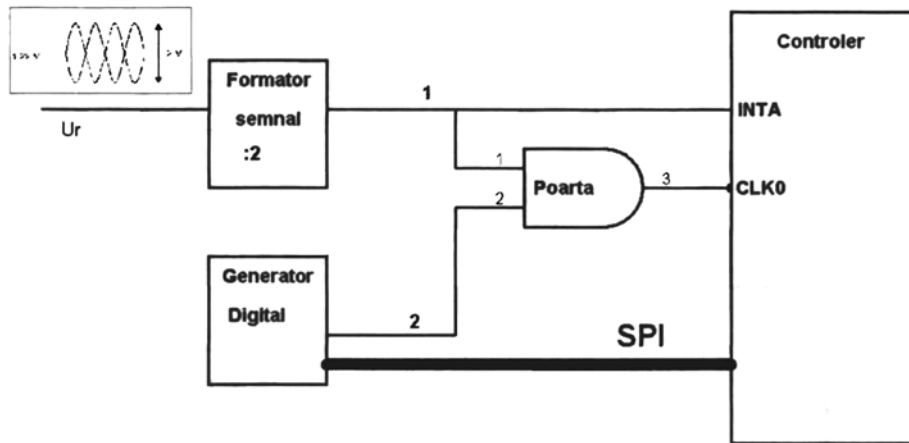 Ur
Formator
semnal
:2
1
Controler
INTA
1
2
Poarta
3
CLK0
Generator
Digital
2
SPI